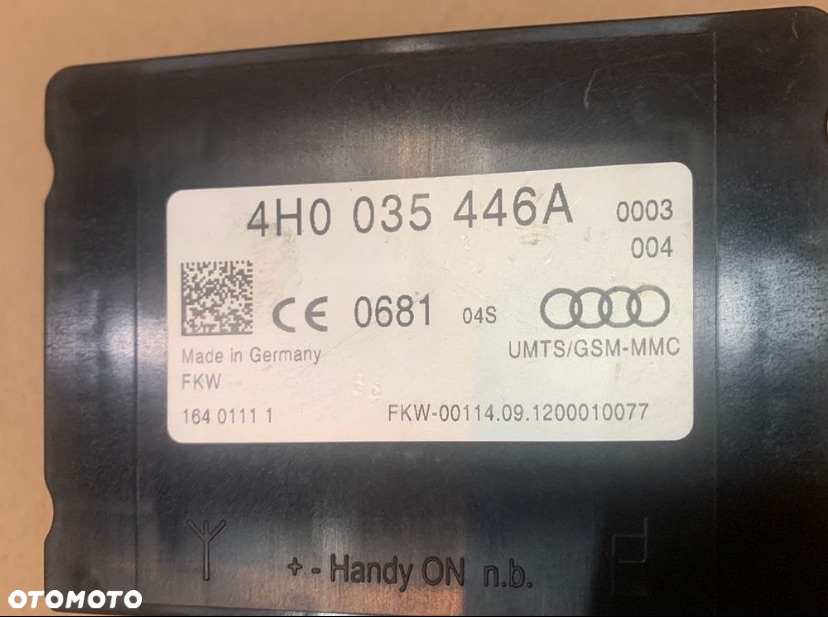 4H0 035 446A 0003
004
CE 0681 04S
UMTS/GSM-MMC
Made in Germany
FKW
164 0111 1
FKW-00114.09.1200010077
+ - Handy ON n.b.
OTOMOTO